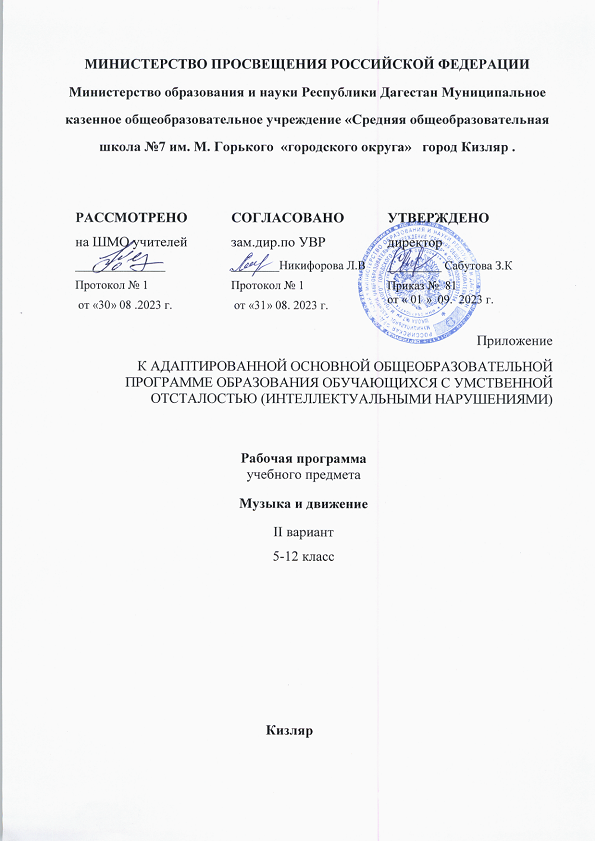 МИНИСТЕРСТВО ПРОСВЕЩЕНИЯ РОССИЙСКОЙ ФЕДЕРАЦИИ
Министерство образования и науки Республики Дагестан Муниципальное
казенное общеобразовательное учреждение «Средняя общеобразовательная
школа №7 им. М. Горького «городского округа» город Кизляр .
РАССМОТРЕНО СОГЛАСОВАНО УТВЕРЖДЕНО
на ШМО учителей зам.дир.по УВР директор
Никифорова Л.В Сабутова З.К
Протокол № 1 Протокол № 1 Приказ № 81
от «30» 08 .2023 г. от «31» 08. 2023 г. от « 01 » .09.- 2023 г.
Приложение
К АДАПТИРОВАННОЙ ОСНОВНОЙ ОБЩЕОБРАЗОВАТЕЛЬНОЙ
ПРОГРАММЕ ОБРАЗОВАНИЯ ОБУЧАЮЩИХСЯ С УМСТВЕННОЙ
ОТСТАЛОСТЬЮ (ИНТЕЛЛЕКТУАЛЬНЫМИ НАРУШЕНИЯМИ)
Рабочая программа
учебного предмета
Музыка и движение
II вариант
5-12 класс
Кизляр